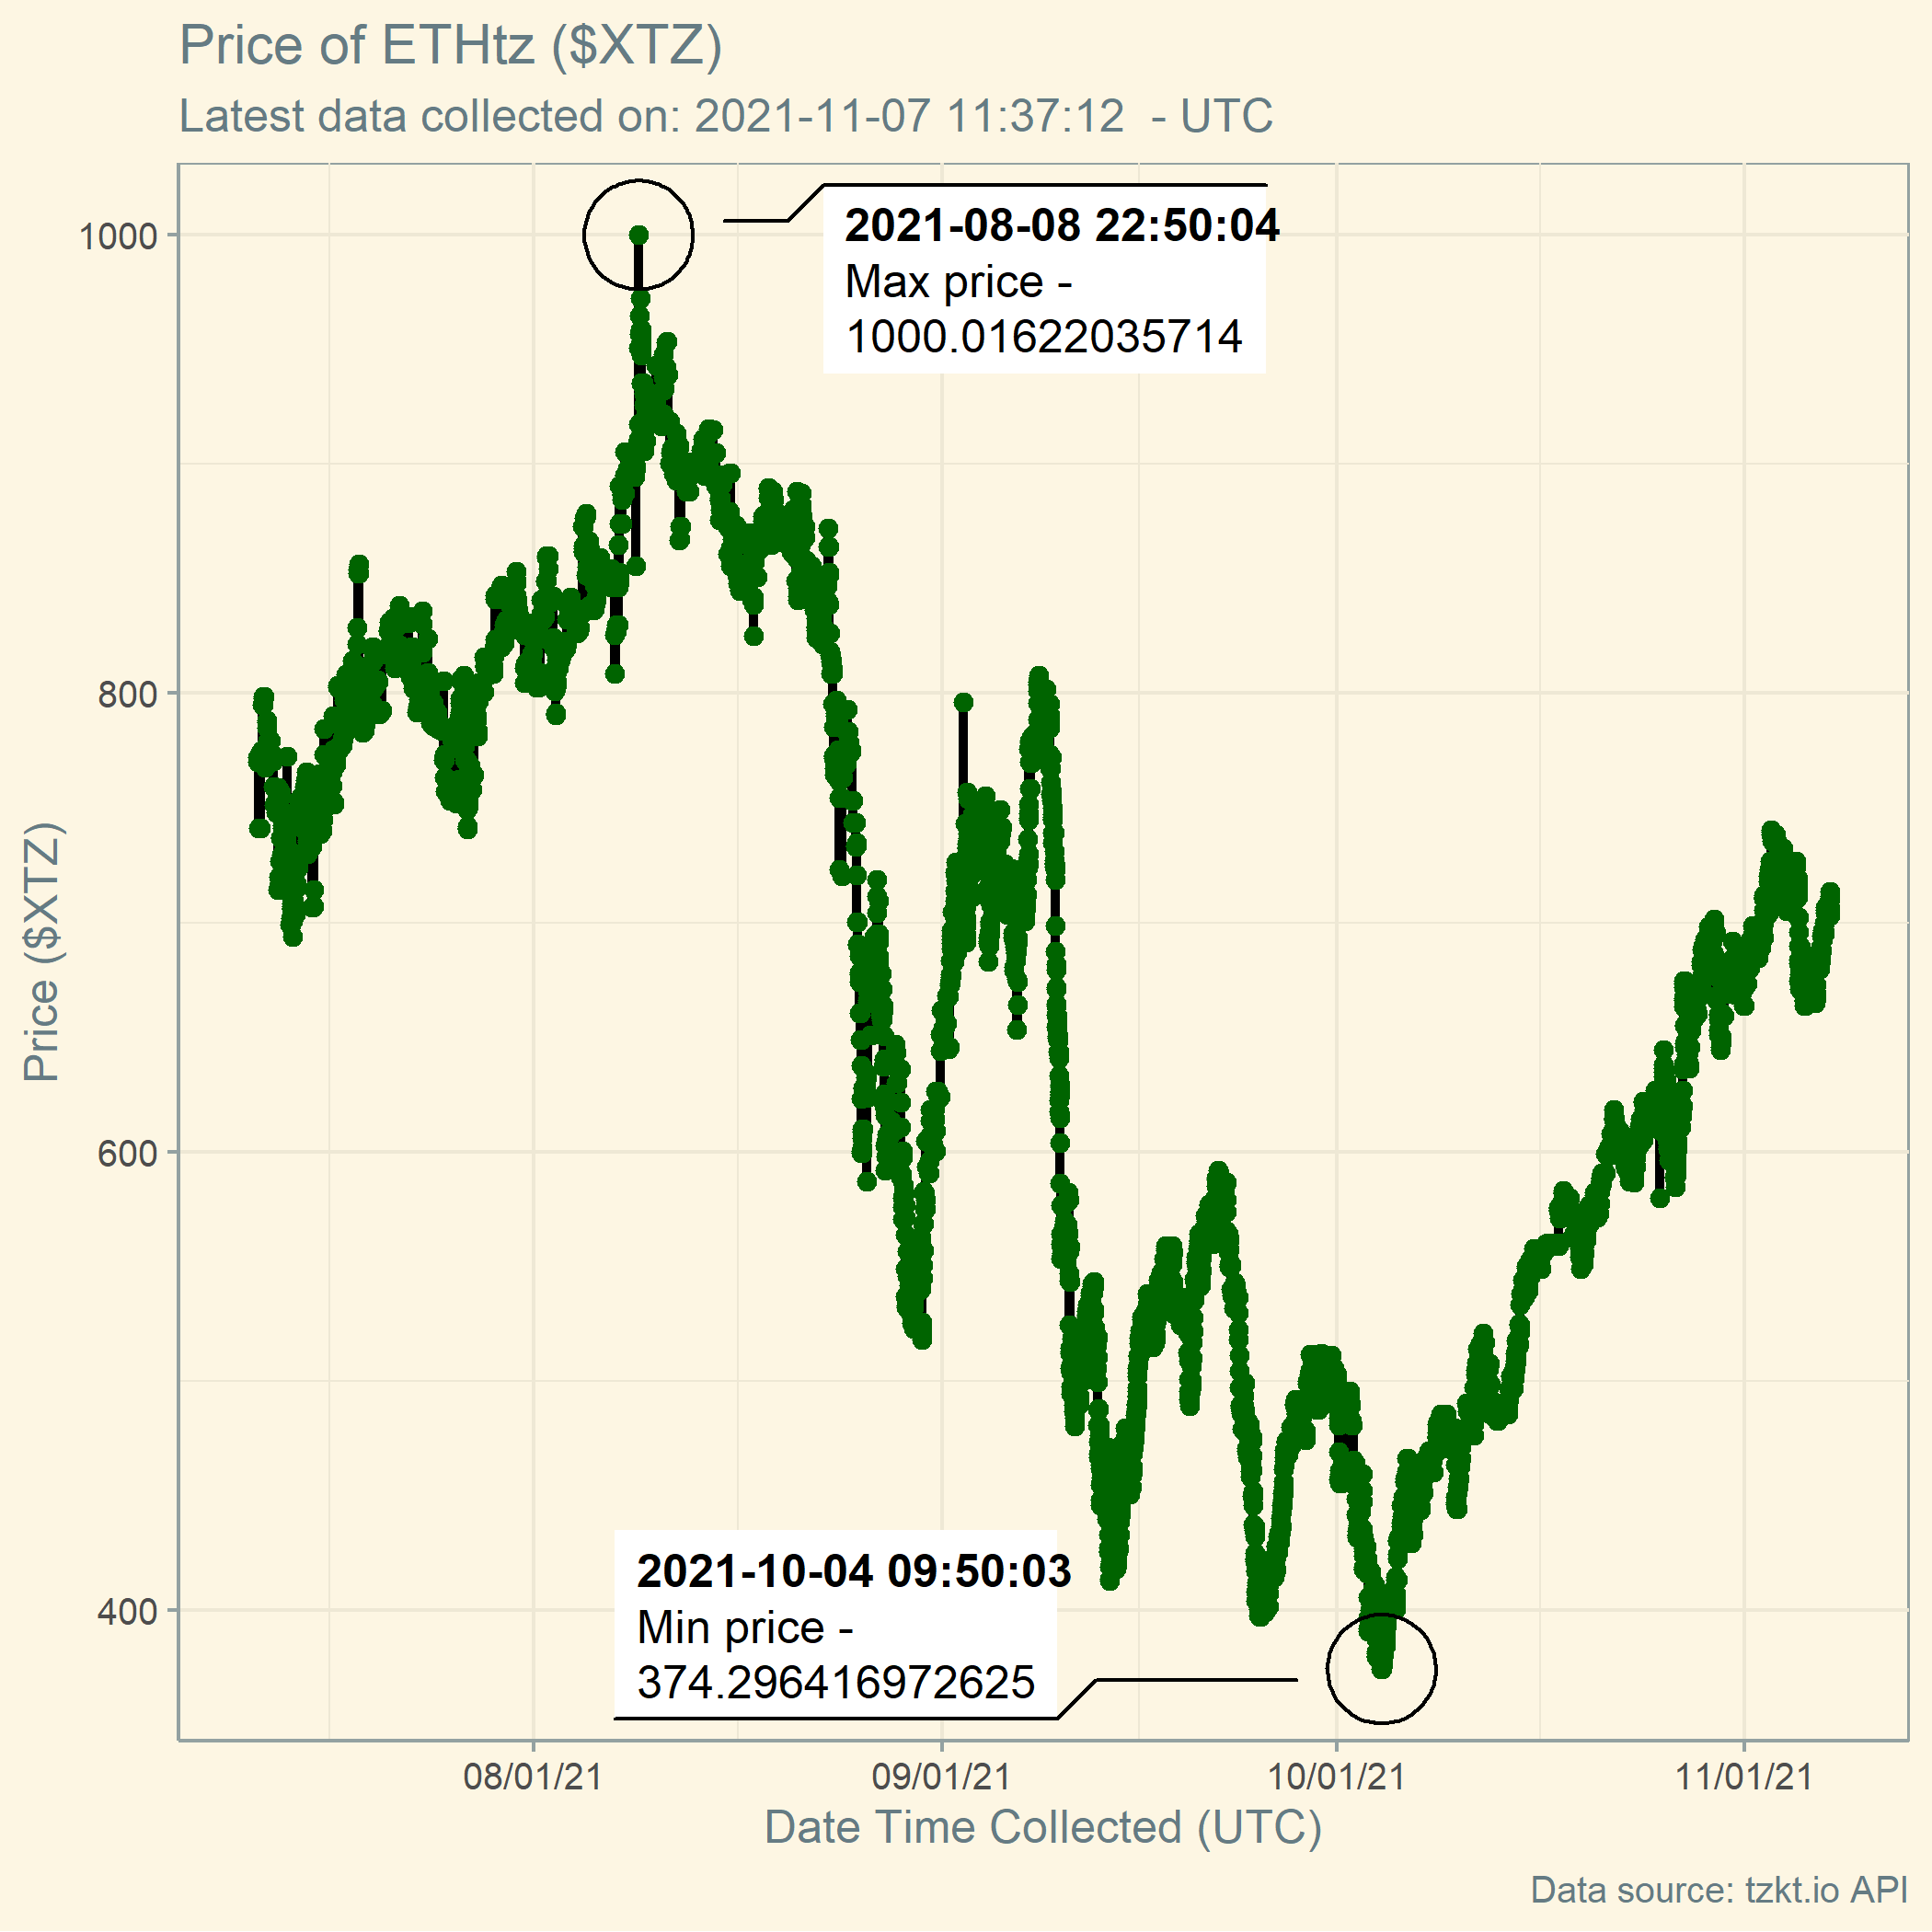 Price of ETHtz ($XTZ)
Latest data collected on: 2021-11-07 11:37:12  - UTC
2021-08-08 22:50:04
Max price -
1000.01622035714
1000
800
600
400
Price ($XTZ)
2021-10-04 09:50:03
Min price -
374.296416972625
08/01/21
09/01/21
10/01/21
11/01/21
Date Time Collected (UTC)
Data source: tzkt.io API